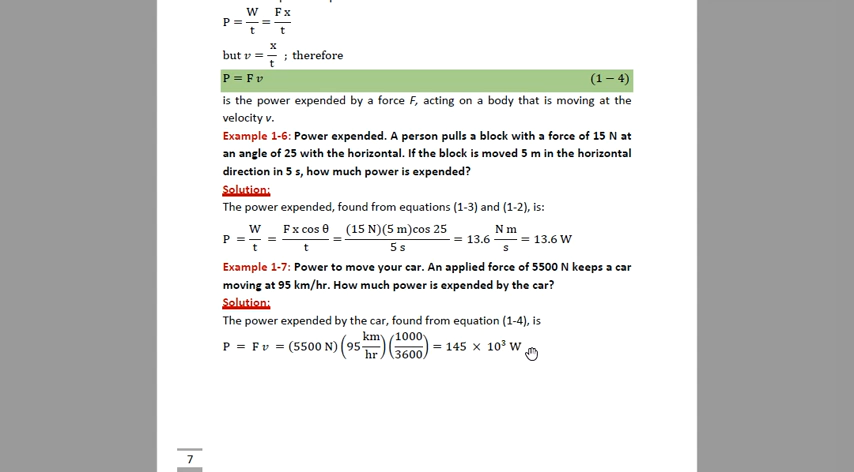 P = W/t = F x/t
but v = x/t ; therefore
P = F v (1 – 4)
is the power expended by a force F, acting on a body that is moving at the
velocity v.
Example 1-6: Power expended. A person pulls a block with a force of 15 N at
an angle of 25 with the horizontal. If the block is moved 5 m in the horizontal
direction in 5 s, how much power is expended?
Solution:
The power expended, found from equations (1-3) and (1-2), is:
P = W/t = F x cos θ/t = (15 N)(5 m)cos 25/5 s = 13.6 N m/s = 13.6 W
Example 1-7: Power to move your car. An applied force of 5500 N keeps a car
moving at 95 km/hr. How much power is expended by the car?
Solution:
The power expended by the car, found from equation (1-4), is
P = F v = (5500 N) (95 km/hr) (1000/3600) = 145 × 10³ W
7